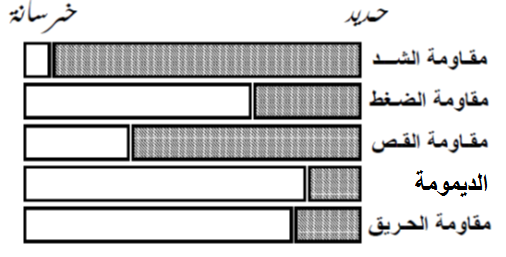 حديد خرسانة
مقاومة الشد
مقاومة الضغط
مقاومة القص
الديمومة
مقاومة الحريق